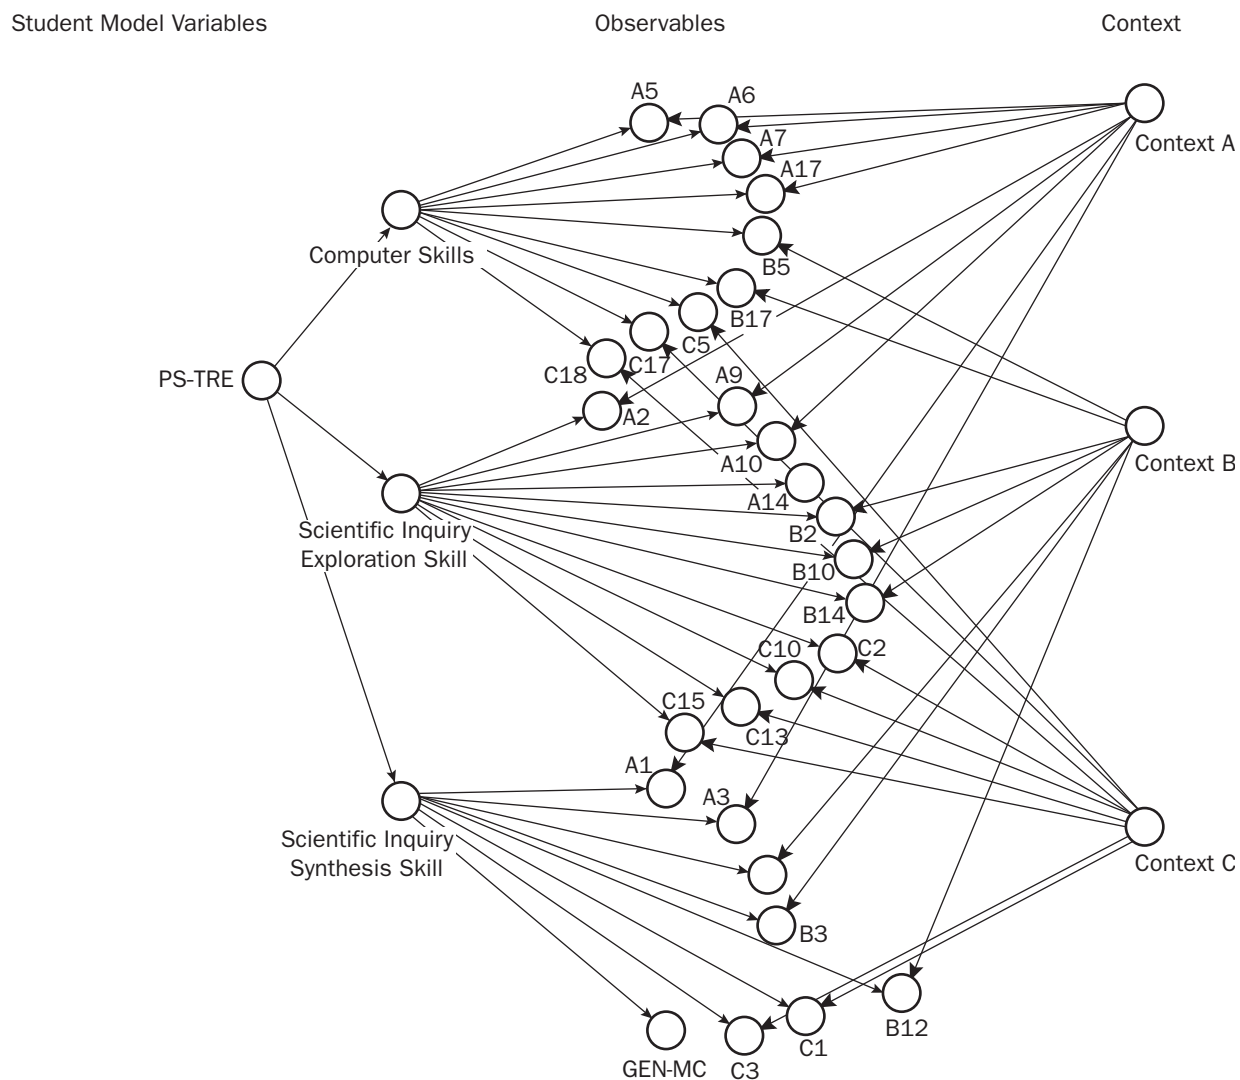 Student Model Variables
Observables
Context
A5
A6
A7
A17
Context A
Computer Skills
B5
B17
C5
C17
C18
PS-TRE
A9
A2
Context B
A10
A14
Scientific Inquiry
Exploration Skill
B2
B10
B14
C10
C2
C15
C13
A1
A3
Scientific Inquiry
Synthesis Skill
Context C
B3
B12
C1
GEN-MC
C3